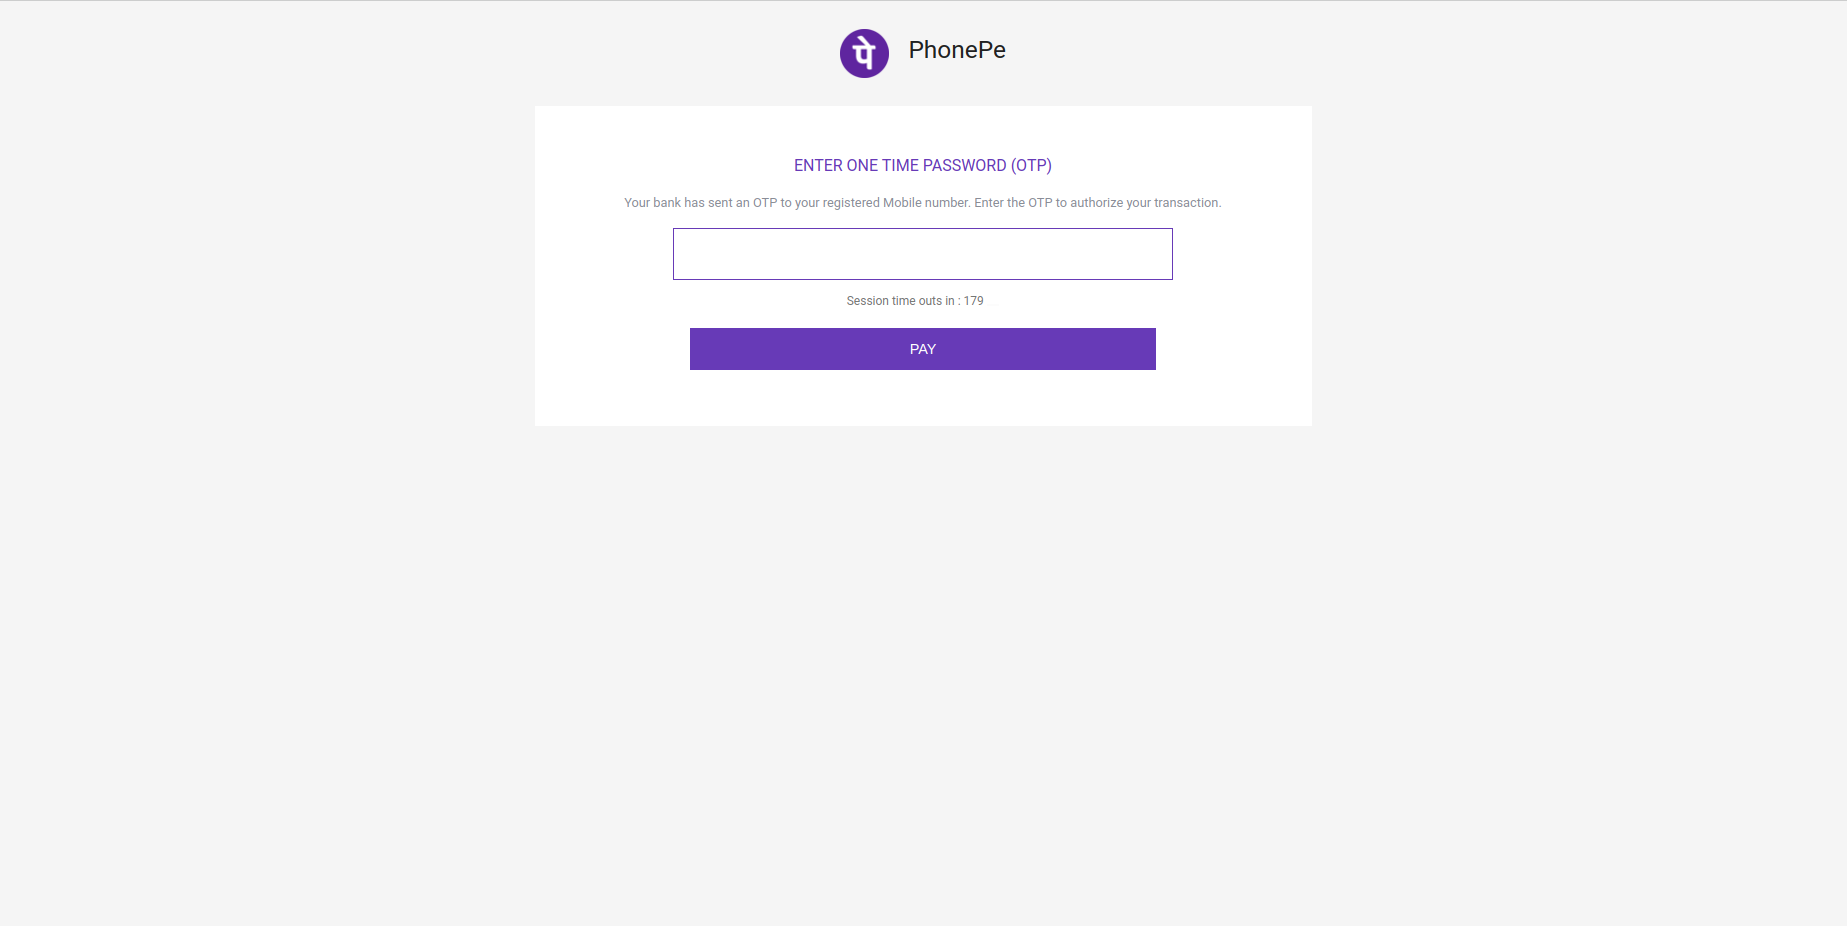 पे PhonePe
ENTER ONE TIME PASSWORD (OTP)
Your bank has sent an OTP to your registered Mobile number. Enter the OTP to authorize your transaction.
Session time outs in : 179
PAY